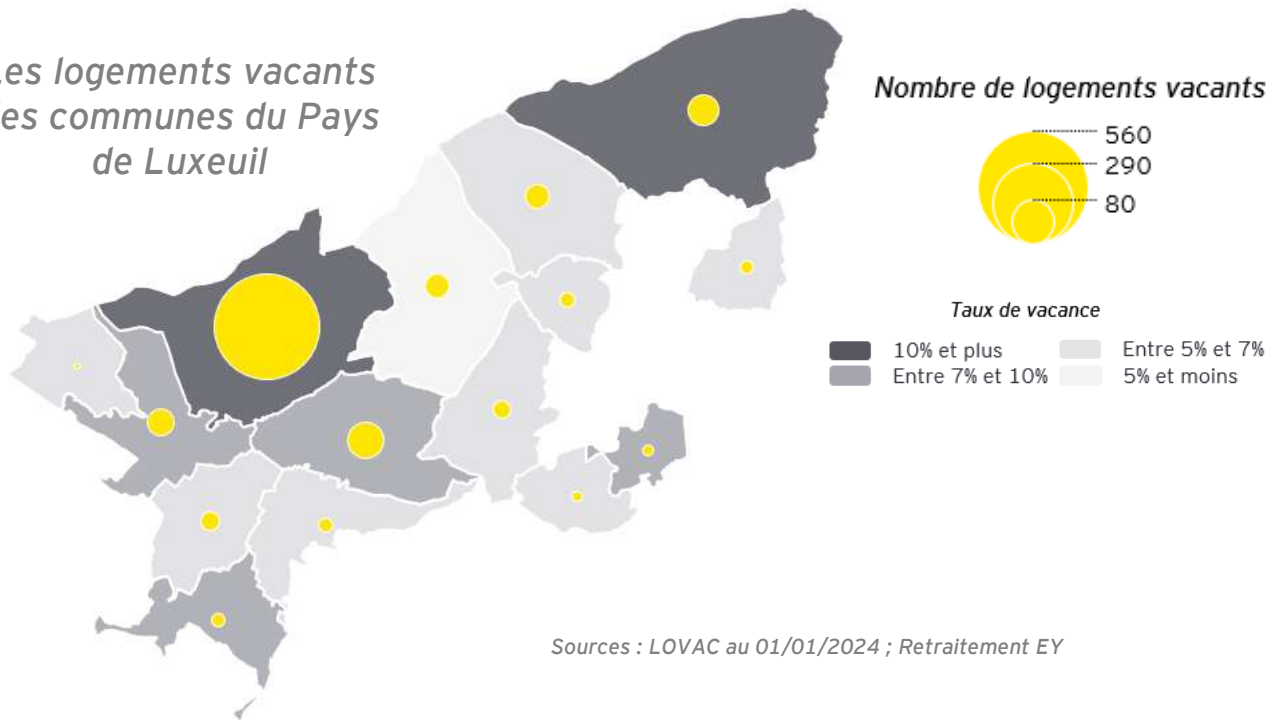 es logements vacants
es communes du Pays
de Luxeuil
Nombre de logements vacants
560
290
80
Taux de vacance
10% et plus
Entre 5% et 7%
Entre 7% et 10%
5% et moins
Sources : LOVAC au 01/01/2024 ; Retraitement EY